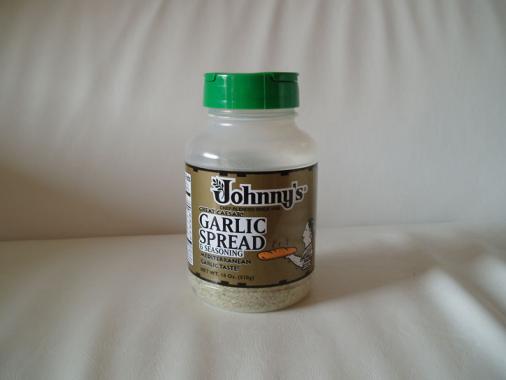 Johnny's
GREAT CAESAR!
GARLIC
SPREAD
& SEASONING
MEDITERRANEAN
GARLIC TASTE!
NET WT. 18 Oz. (510g)